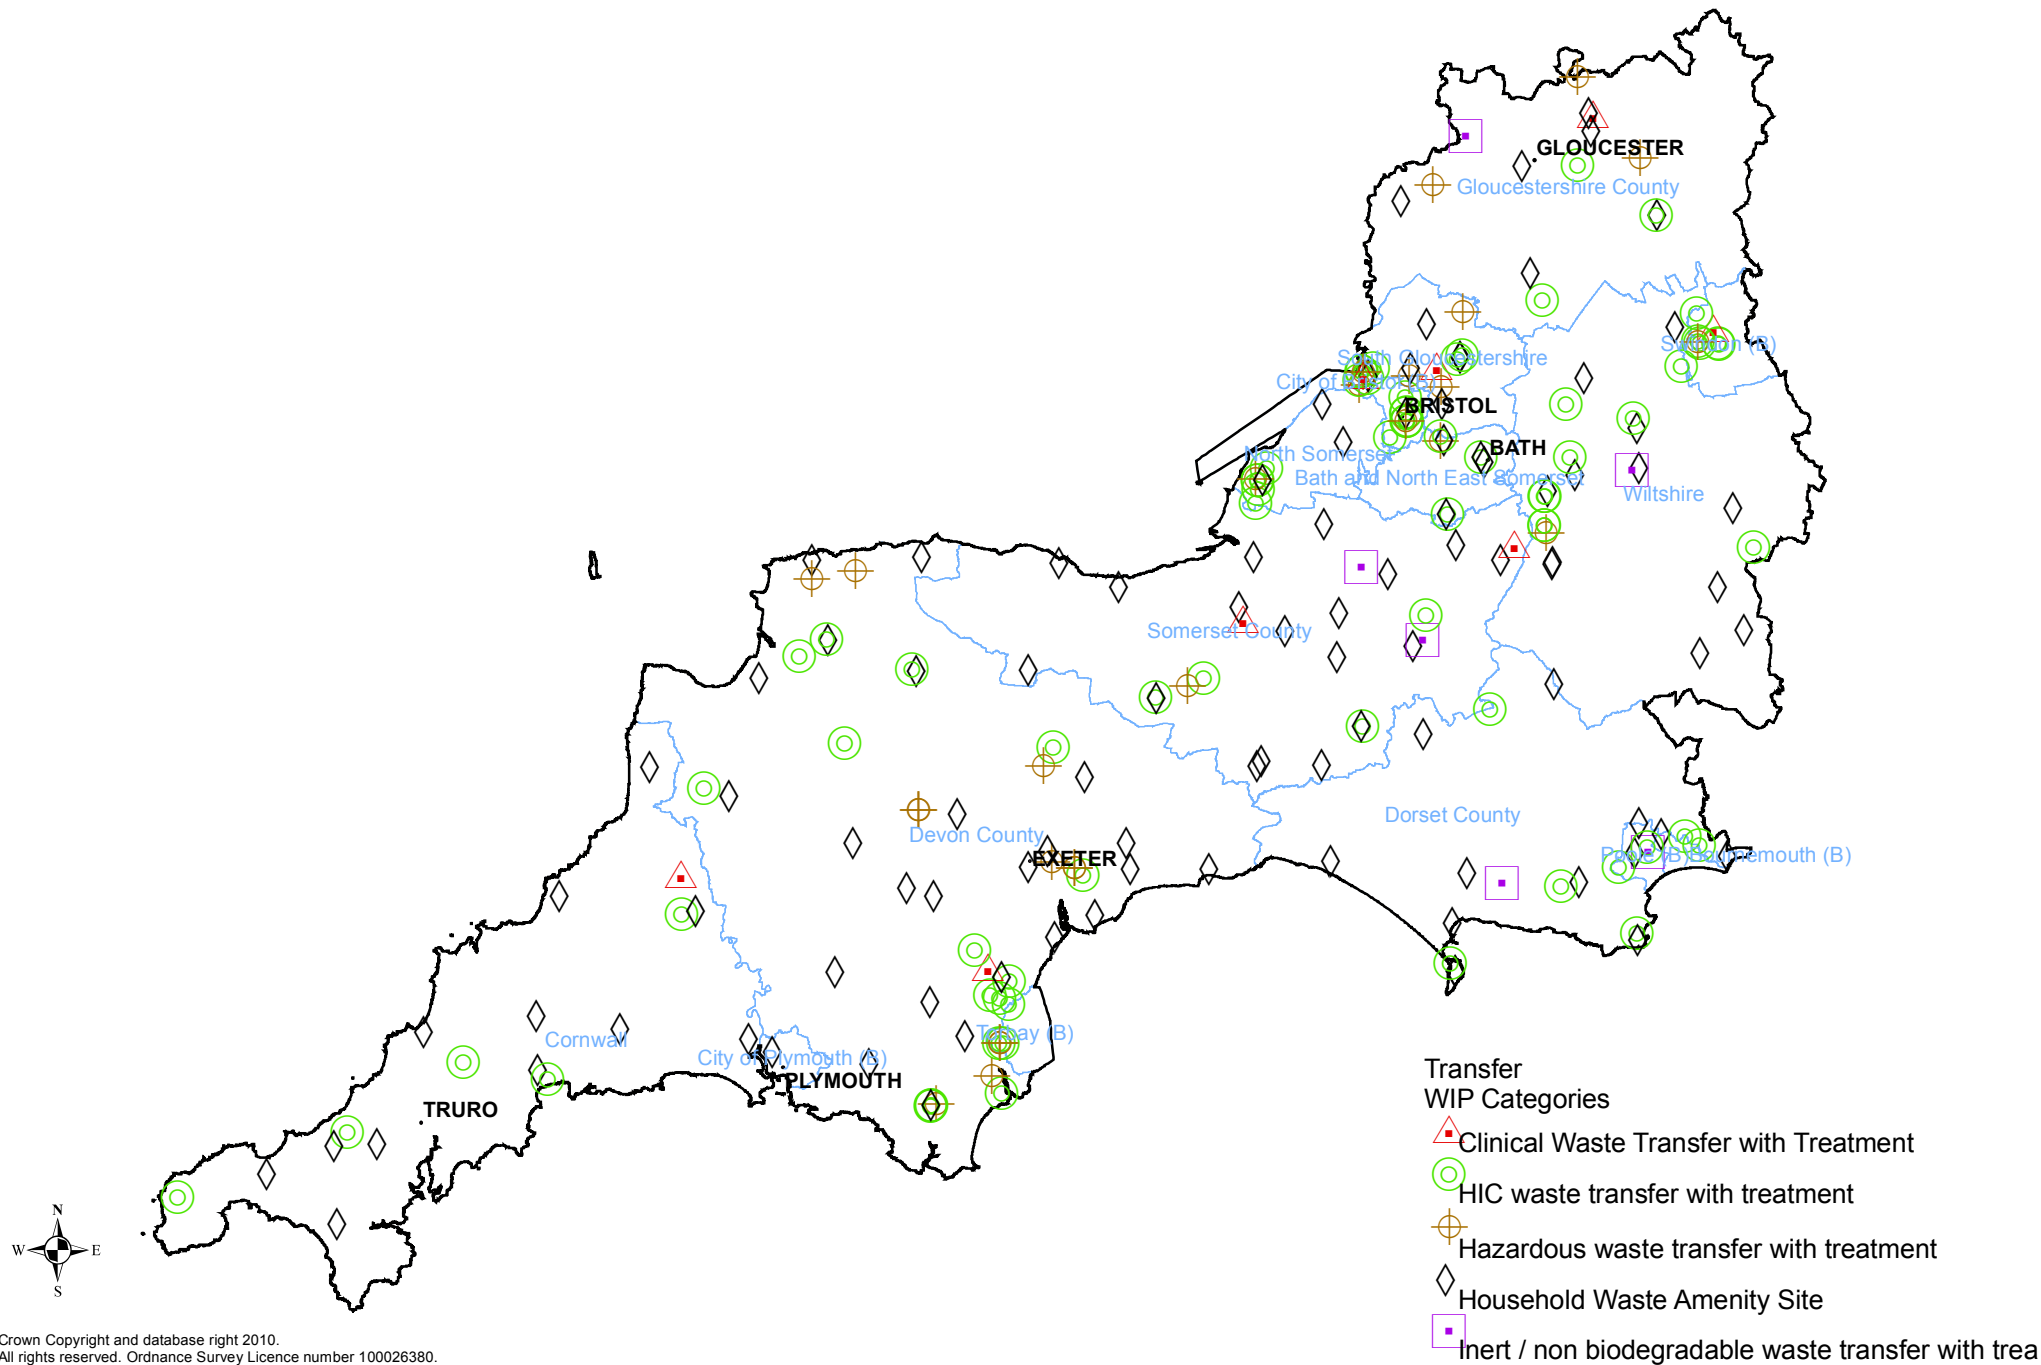 GLOUCESTER
Gloucestershire County
Swindon (B)
South Gloucestershire
City of Bristol (B)
BRISTOL
BATH
North Somerset
Bath and North East Somerset
Wiltshire
Somerset County
Dorset County
Devon County
EXETER
Poole (B)
Bournemouth (B)
Torbay (B)
Cornwall
City of Plymouth (B)
PLYMOUTH
TRURO
Transfer
WIP Categories
Clinical Waste Transfer with Treatment
HIC waste transfer with treatment
Hazardous waste transfer with treatment
Household Waste Amenity Site
Inert / non biodegradable waste transfer with trea
N
W E
S
Crown Copyright and database right 2010.
All rights reserved. Ordnance Survey Licence number 100026380.